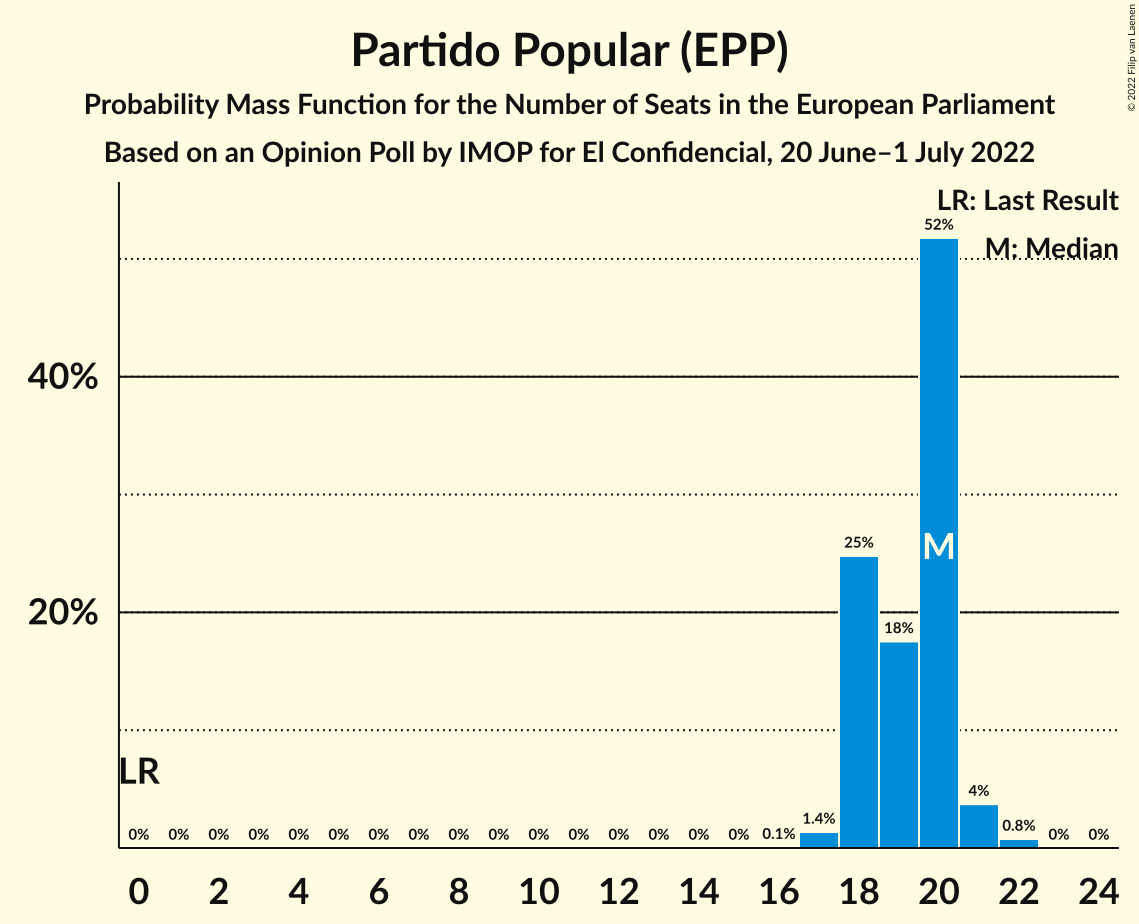 Partido Popular (EPP)
Probability Mass Function for the Number of Seats in the European Parliament
Based on an Opinion Poll by IMOP for El Confidencial, 20 June–1 July 2022
© 2022 Filip van Laenen
LR: Last Result
M: Median
52%
40%
M
25%
20%
18%
LR
4%
0% 0% 0% 0% 0% 0% 0% 0% 0% 0% 0% 0% 0% 0% 0% 0% 0.1% 1.4% 0.8% 0% 0%
0 2 4 6 8 10 12 14 16 18 20 22 24